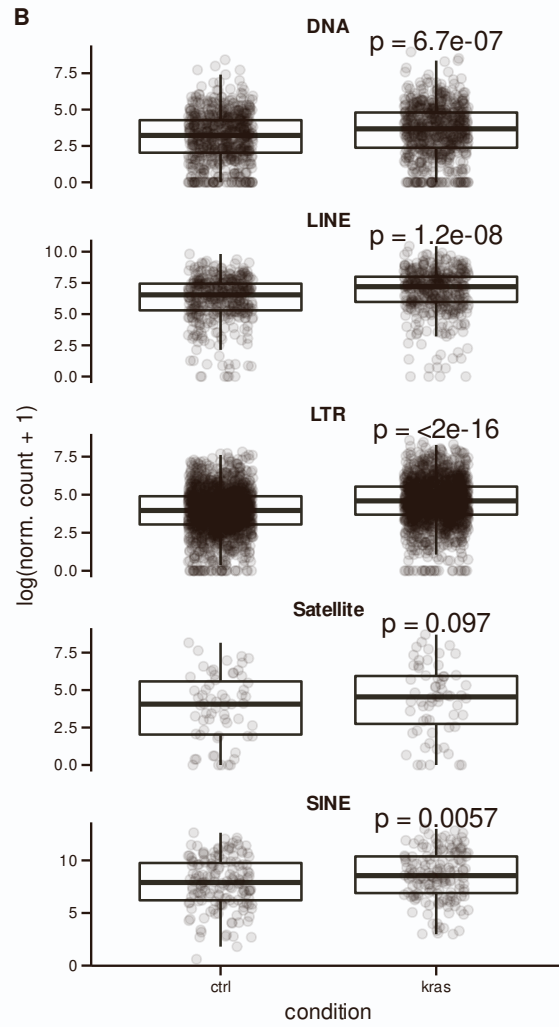 B
DNA
p = 6.7e-07
7.5
5.0
2.5
0.0
LINE
p = 1.2e-08
10.0
7.5
5.0
2.5
0.0
LTR
p = <2e-16
7.5
5.0
2.5
0.0
log(norm. count + 1)
Satellite
p = 0.097
7.5
5.0
2.5
0.0
SINE
p = 0.0057
10
5
0
ctrl
kras
condition